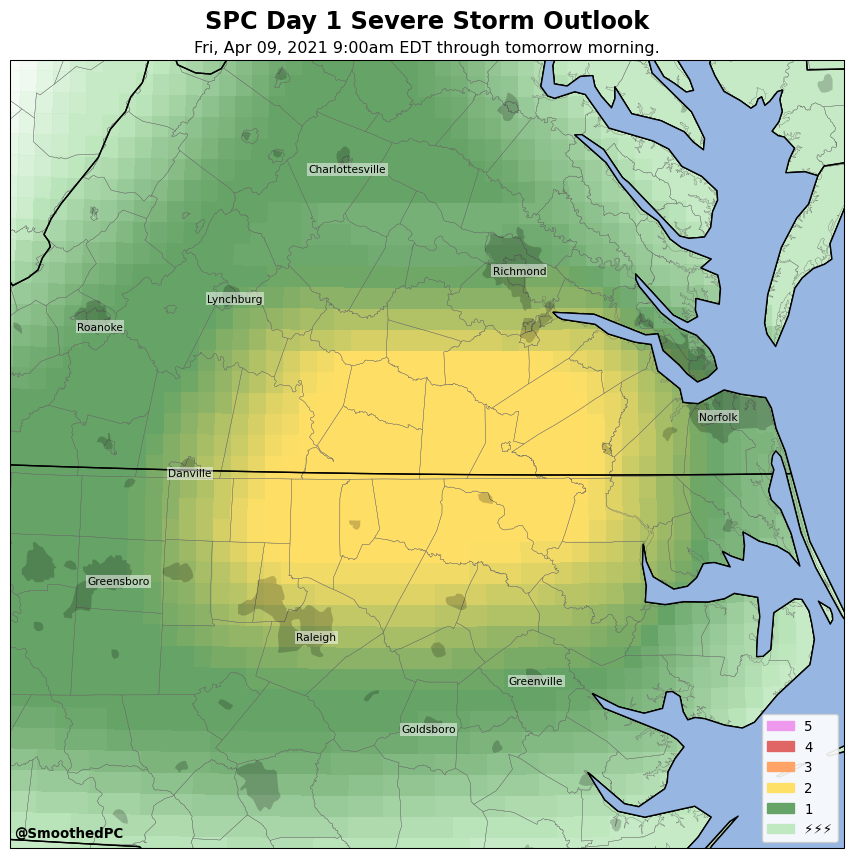 SPC Day 1 Severe Storm Outlook
Fri, Apr 09, 2021 9:00am EDT through tomorrow morning.
Charlottesville
Richmond
Lynchburg
Roanoke
Norfolk
Danville
Greensboro
Raleigh
Greenville
Goldsboro
5
4
3
2
1
⚡⚡⚡
@SmoothedPC